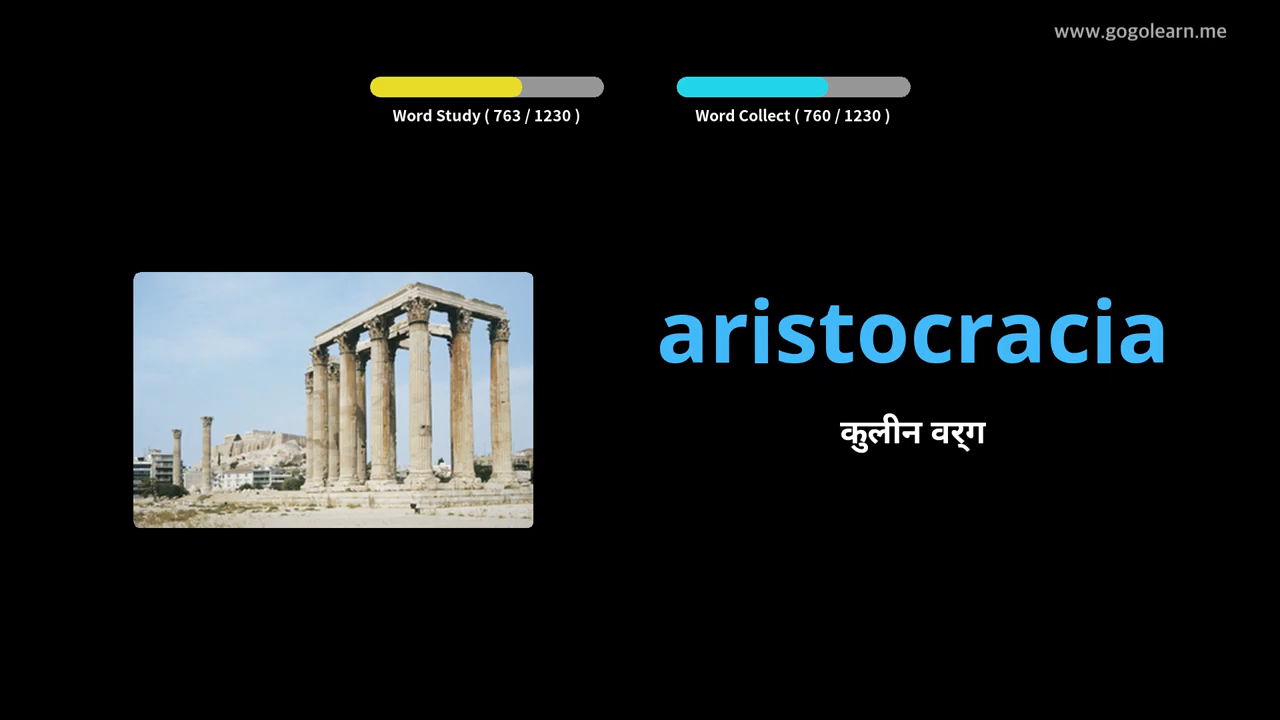 www.gogolearn.me
Word Study ( 763 / 1230 )
Word Collect ( 760 / 1230 )
aristocracia
कुलीन वर्ग